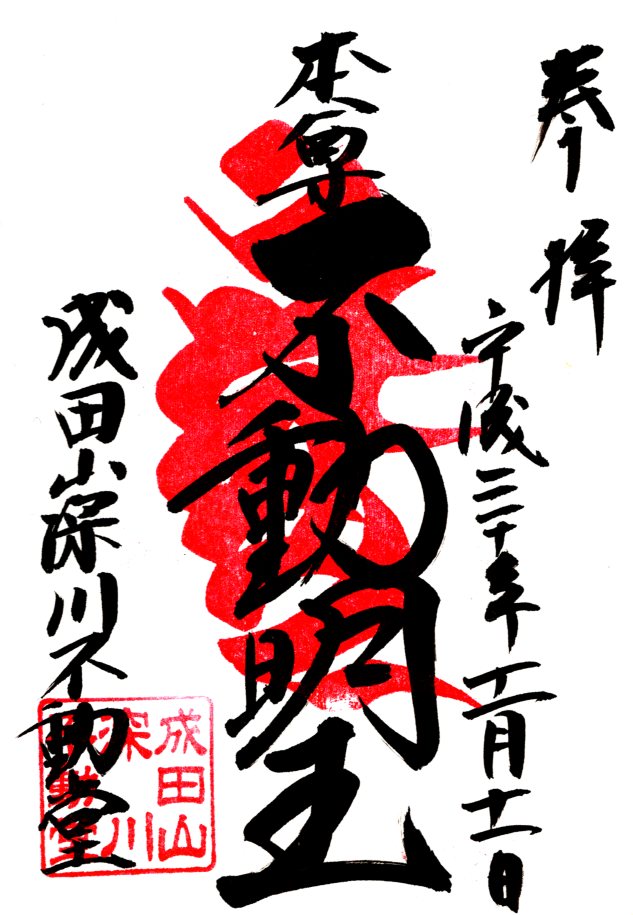 奉拝
平成三十年十一月十一日
本尊
不動明王
成田山深川不動堂
成田山
深川
不動堂